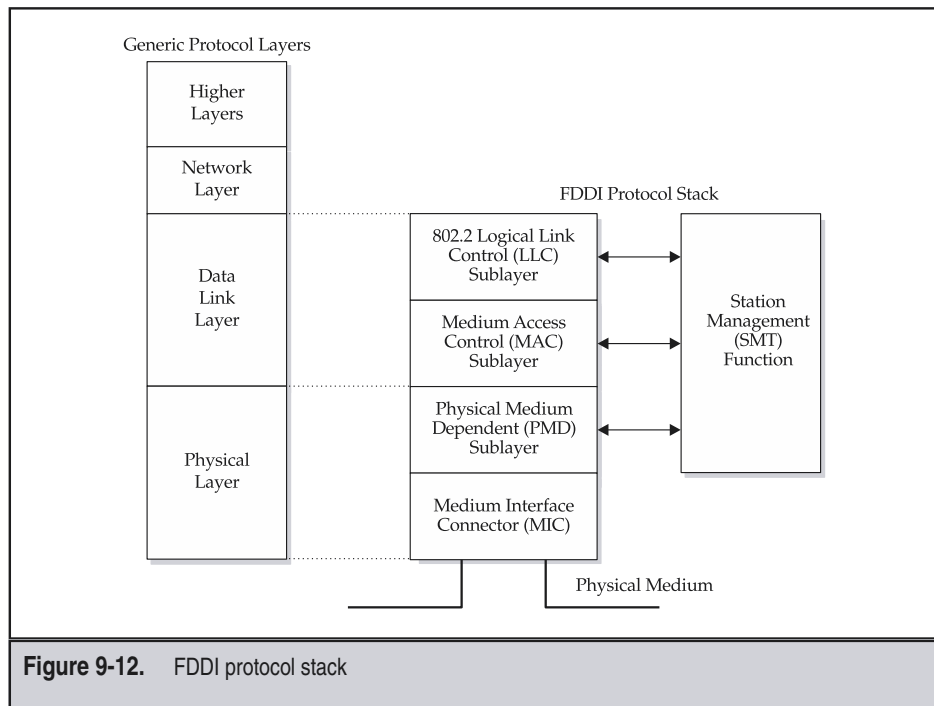 Generic Protocol Layers
Higher
Layers
Network
Layer
Data
Link
Layer
Physical
Layer
FDDI Protocol Stack
802.2 Logical Link
Control (LLC)
Sublayer
Medium Access
Control (MAC)
Sublayer
Physical Medium
Dependent (PMD)
Sublayer
Medium Interface
Connector (MIC)
Station
Management
(SMT)
Function
Physical Medium
Figure 9-12. FDDI protocol stack